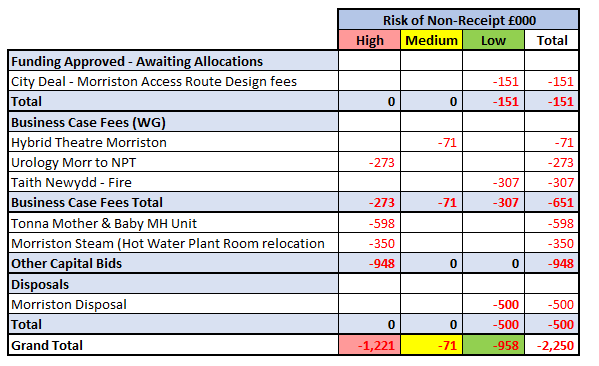 Risk of Non-Receipt £000
High Medium Low Total
Funding Approved - Awaiting Allocations
City Deal - Morriston Access Route Design fees -151 -151
Total 0 0 -151 -151
Business Case Fees (WG)
Hybrid Theatre Morriston -71 -71
Urology Morr to NPT -273 -273
Taith Newydd - Fire -307 -307
Business Case Fees Total -273 -71 -307 -651
Tonna Mother & Baby MH Unit -598 -598
Morriston Steam (Hot Water Plant Room relocation -350 -350
Other Capital Bids -948 0 0 -948
Disposals
Morriston Disposal -500 -500
Total 0 0 -500 -500
Grand Total -1,221 -71 -958 -2,250